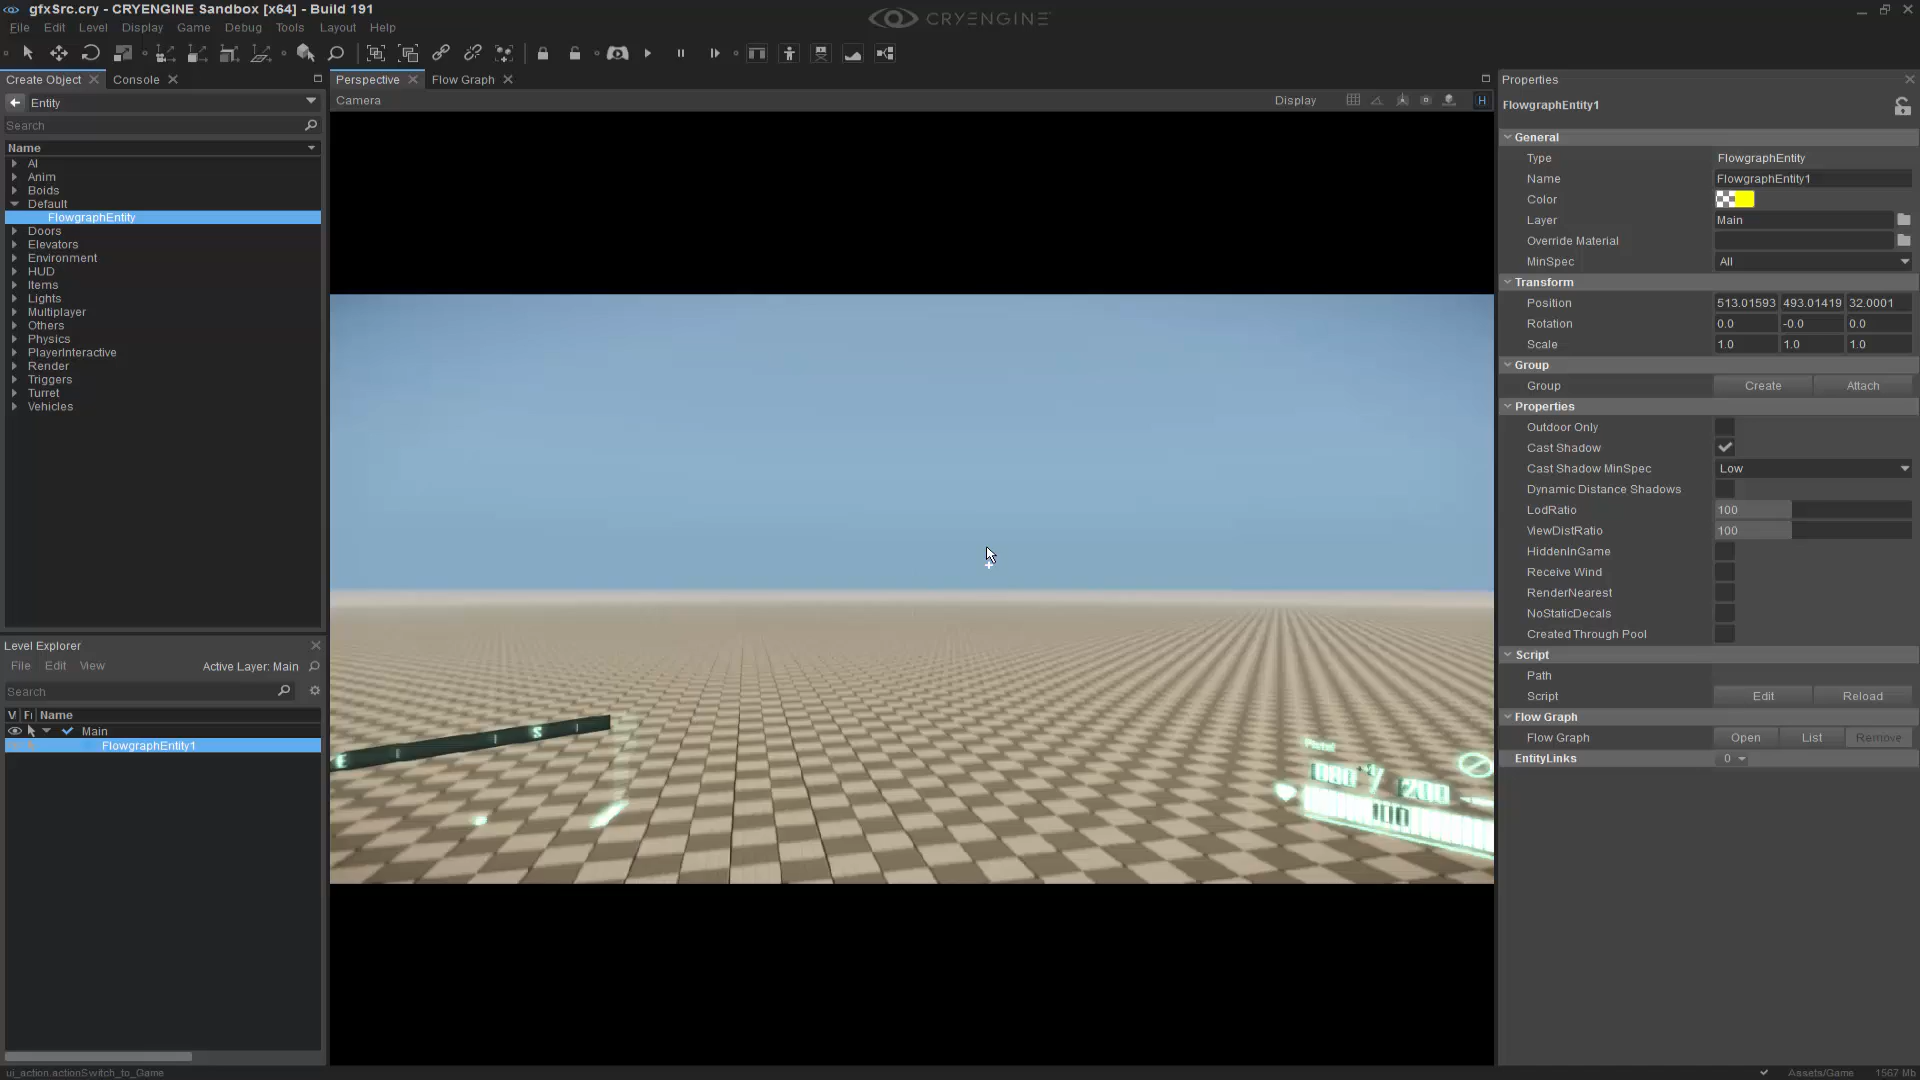 gfxSrc.cry - CRYENGINE Sandbox [x64] - Build 191
CRYENGINE
File Edit Level Display Game Debug Tools Layout Help
Create Object
Console
Perspective
Flow Graph
Properties
Entity
Camera
Display
H
FlowgraphEntity1
Search
Name
AI
Anim
Boids
Default
FlowgraphEntity
Doors
Elevators
Environment
HUD
Items
Lights
Multiplayer
Others
Physics
PlayerInteractive
Render
Triggers
Turret
Vehicles
Level Explorer
File Edit View Active Layer: Main
Search
V Fi Name
Main
FlowgraphEntity1
E I I S I
100
General
Type FlowgraphEntity
Name FlowgraphEntity1
Color
Layer Main
Override Material
MinSpec All
Transform
Position 513.01593 493.01419 32.0001
Rotation 0.0 -0.0 0.0
Scale 1.0 1.0 1.0
Group
Group Create Attach
Properties
Outdoor Only
Cast Shadow
Cast Shadow MinSpec Low
Dynamic Distance Shadows
LodRatio 100
ViewDistRatio 100
HiddenInGame
Receive Wind
RenderNearest
NoStaticDecals
Created Through Pool
Script
Path
Script Edit Reload
Flow Graph
Flow Graph Open List Remove
EntityLinks 0
ui_action.actionSwitch_to_Game
Assets/Game 1567 Mb